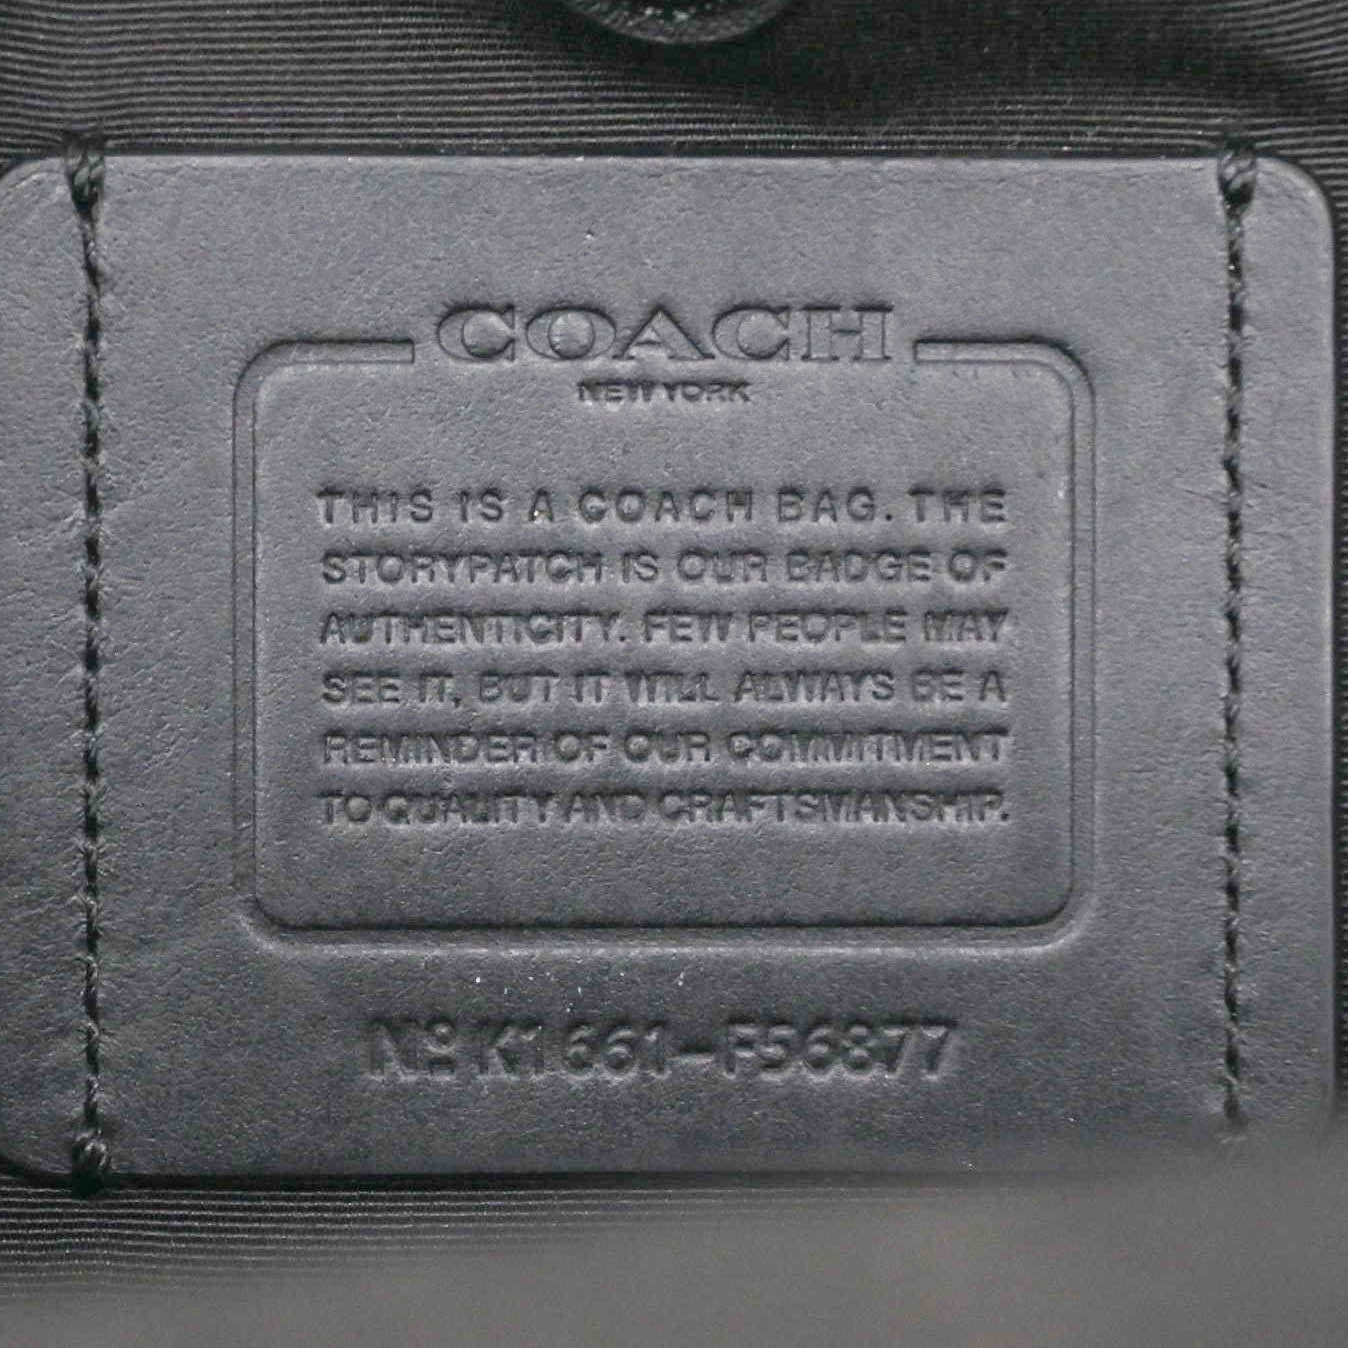 COACH
NEW YORK
THIS IS A COACH BAG. THE
STORYPATCH IS OUR BADGE OF
AUTHENTICITY. FEW PEOPLE MAY
SEE IT, BUT IT WILL ALWAYS BE A
REMINDER OF OUR COMMITMENT
TO QUALITY AND CRAFTSMANSHIP.
Nº K1661-F56877